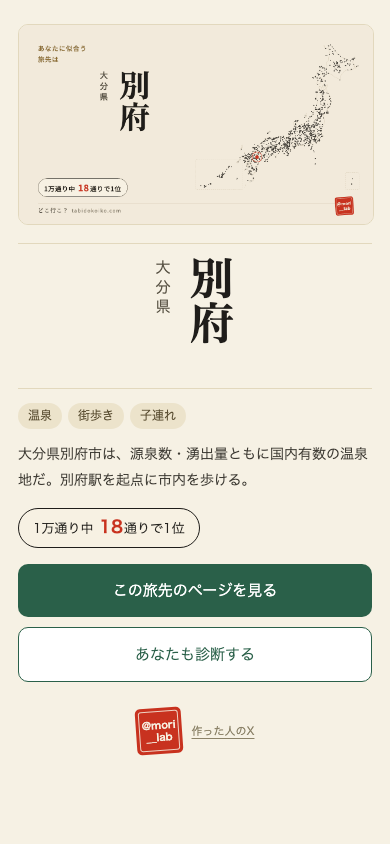 あなたに似合う
旅先は
別府
大分県
1万通り中 18通りで1位
どこ行こ？ tabisakoiko.com
@mori
__lab
別府
大分県
温泉
街歩き
子連れ
大分県別府市は、源泉数・湧出量ともに国内有数の温泉
地だ。別府駅を起点に市内を歩ける。
1万通り中 18通りで1位
この旅先のページを見る
あなたも診断する
@mori
__lab
作った人のX